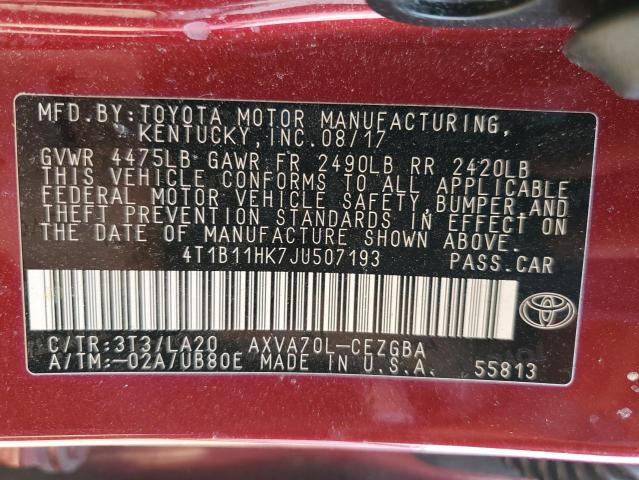 MFD.BY:TOYOTA MOTOR MANUFACTURING,
KENTUCKY,INC.08/17
GVWR 4475LB GAWR FR 2490LB RR 2420LB
THIS VEHICLE CONFORMS TO ALL APPLICABLE
FEDERAL MOTOR VEHICLE SAFETY,BUMPER,AND
THEFT PREVENTION STANDARDS IN EFFECT ON
THE DATE OF MANUFACTURE SHOWN ABOVE.
4T1B11HK7JU507193 PASS.CAR
C/TR:3T3/LA20 AXVA70L-CEZGBA
A/TM:-02A/UB80E MADE IN U.S.A. 55813